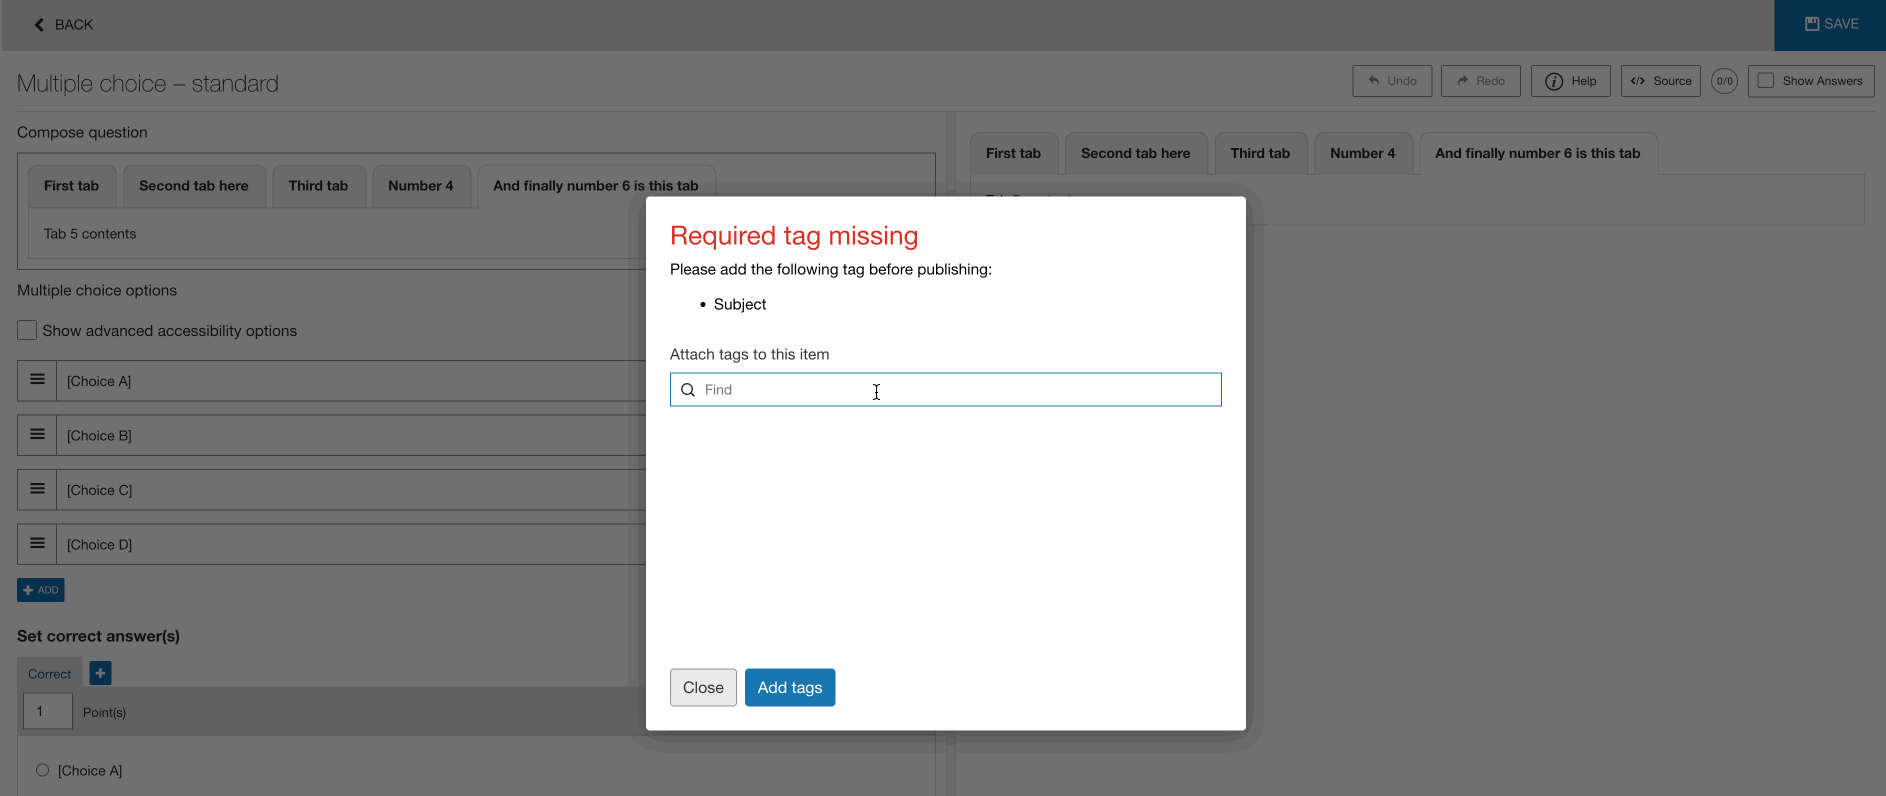 BACK
SAVE
Multiple choice – standard
Undo
Redo
Help
Source
0/0
Show Answers
Compose question
First tab
Second tab here
Third tab
Number 4
And finally number 6 is this tab
Tab 5 contents
First tab
Second tab here
Third tab
Number 4
And finally number 6 is this tab
Multiple choice options
Show advanced accessibility options
[Choice A]
[Choice B]
[Choice C]
[Choice D]
ADD
Set correct answer(s)
Correct
1
Point(s)
[Choice A]
Required tag missing
Please add the following tag before publishing:
• Subject
Attach tags to this item
Find
Close
Add tags